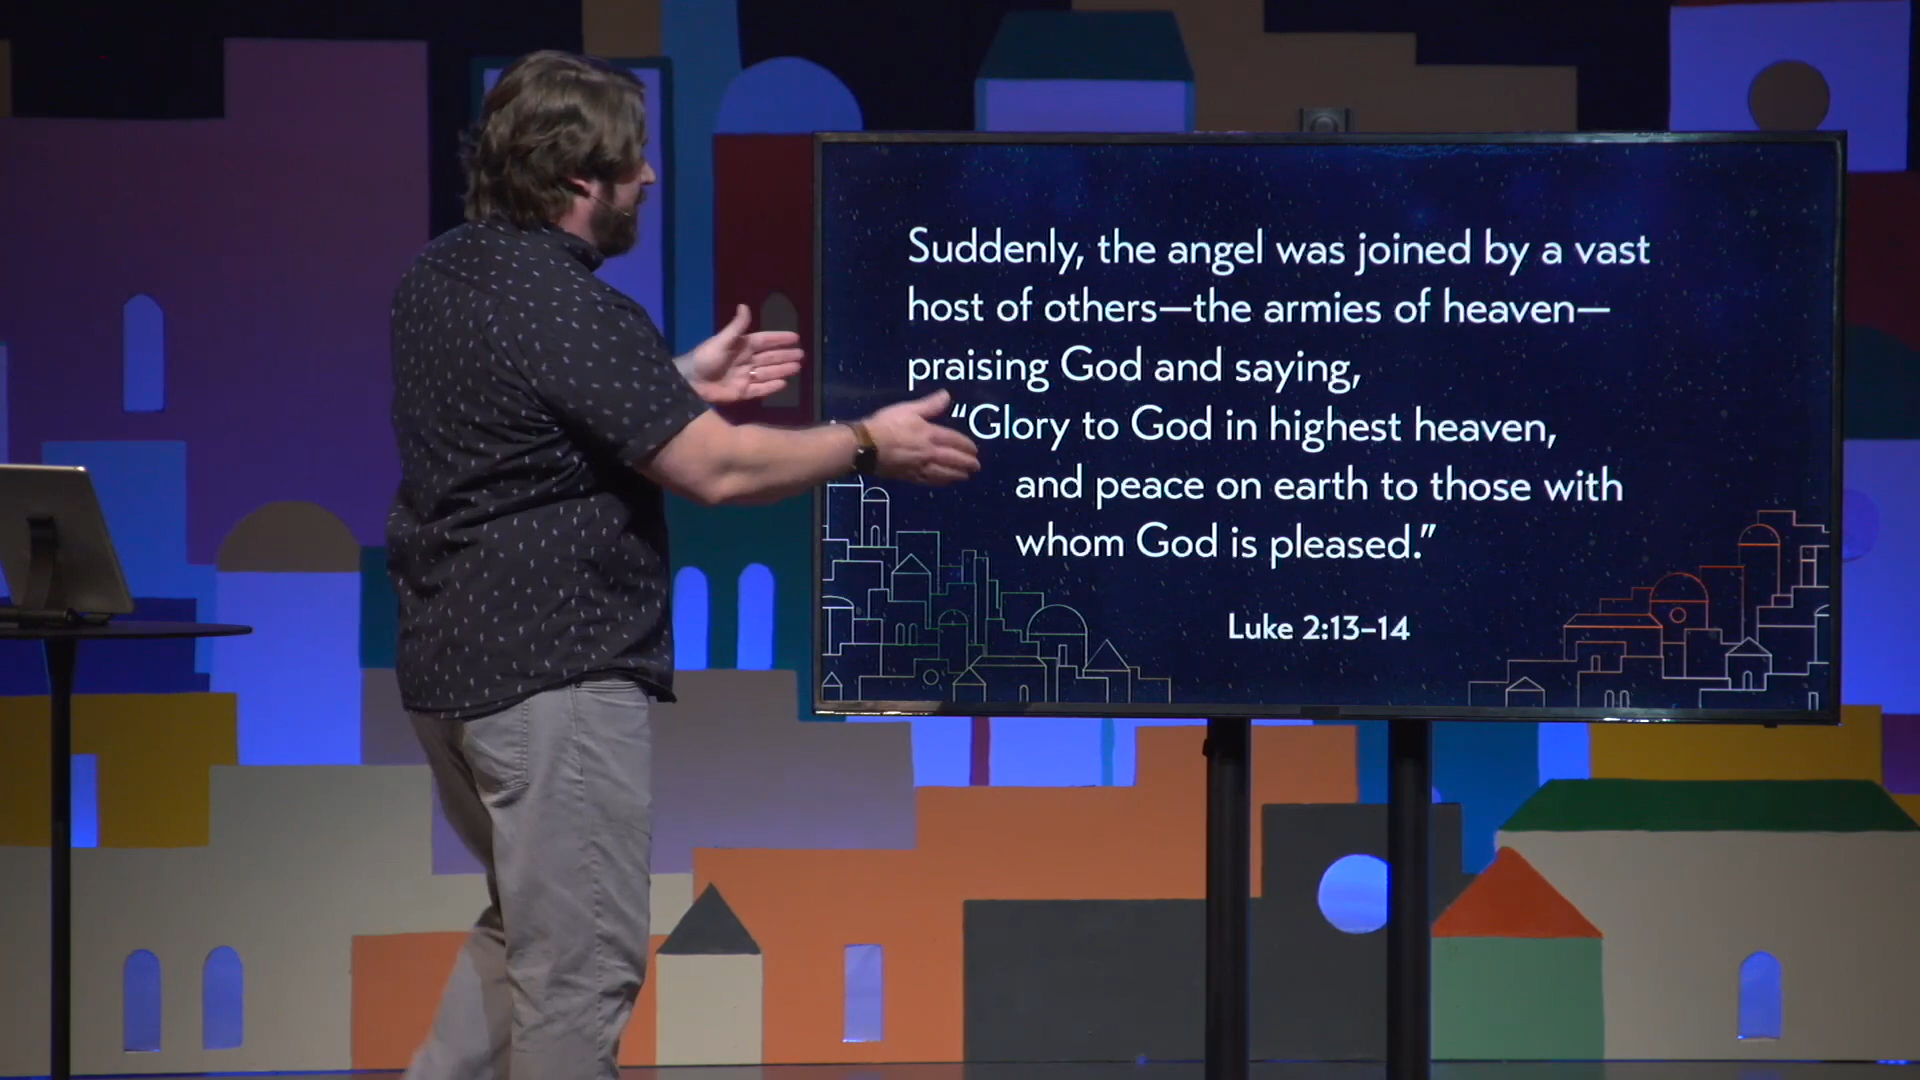 Suddenly, the angel was joined by a vast
host of others—the armies of heaven—
praising God and saying,
“Glory to God in highest heaven,
and peace on earth to those with
whom God is pleased.”
Luke 2:13–14